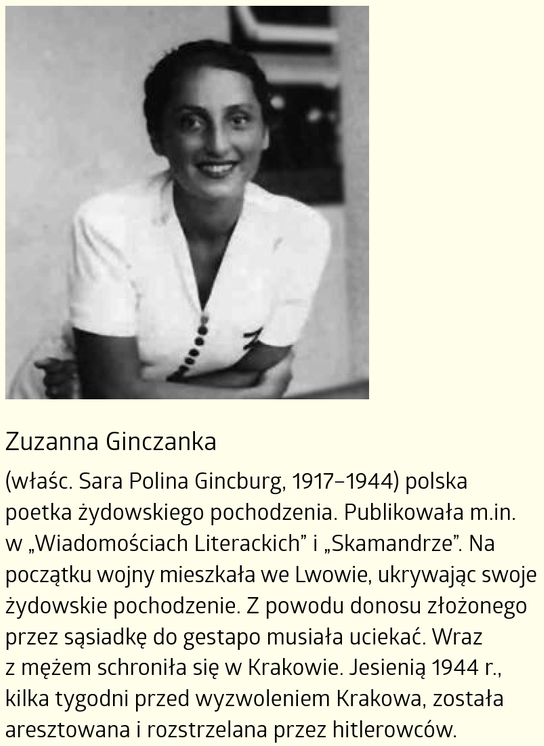 Zuzanna Ginczanka
(właśc. Sara Polina Gincburg, 1917–1944) polska
poetka żydowskiego pochodzenia. Publikowała m.in.
w „Wiadomościach Literackich” i „Skamandrze”. Na
początku wojny mieszkała we Lwowie, ukrywając swoje
żydowskie pochodzenie. Z powodu donosu złożonego
przez sąsiadkę do gestapo musiała uciekać. Wraz
z mężem schroniła się w Krakowie. Jesienią 1944 r.,
kilka tygodni przed wyzwoleniem Krakowa, została
aresztowana i rozstrzelana przez hitlerowców.